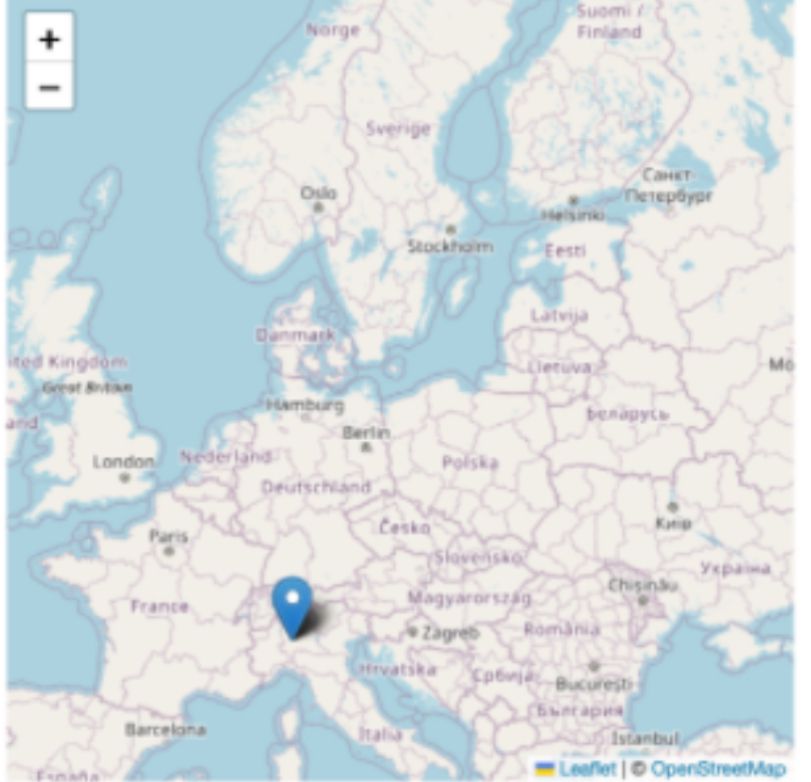 +
−
Norge
Suomi /
Finland
Sverige
Oslo
Санкт-
Петербург
Helsinki
Stockholm
Eesti
Latvija
Danmark
ited Kingdom
Great Britain
Lietuva
Mo
Hamburg
Беларусь
and
Berlin
London
Nederland
Polska
Deutschland
Київ
Česko
Paris
Slovensko
Україна
Chișinău
France
Magyarország
Zagreb
România
Hrvatska
Србија
București
България
Barcelona
Italia
İstanbul
España
Leaflet | © OpenStreetMap